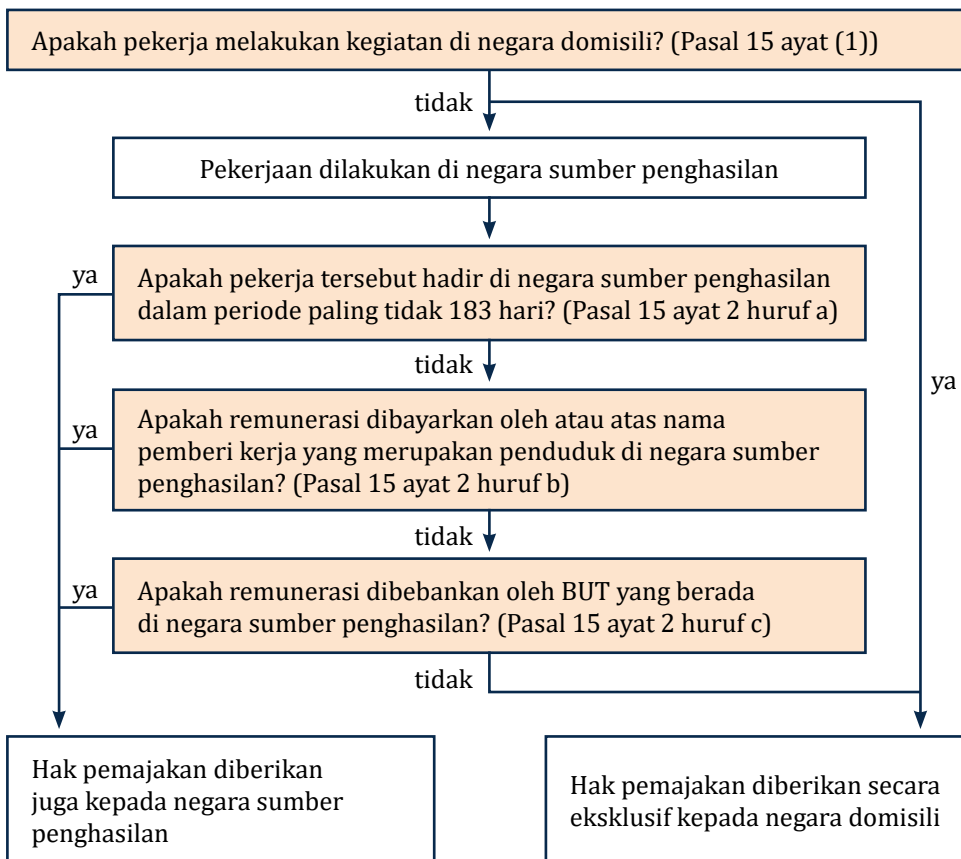 Apakah pekerja melakukan kegiatan di negara domisili? (Pasal 15 ayat (1))
tidak
Pekerjaan dilakukan di negara sumber penghasilan
ya
Apakah pekerja tersebut hadir di negara sumber penghasilan
dalam periode paling tidak 183 hari? (Pasal 15 ayat 2 huruf a)
tidak
ya
ya
Apakah remunerasi dibayarkan oleh atau atas nama
pemberi kerja yang merupakan penduduk di negara sumber
penghasilan? (Pasal 15 ayat 2 huruf b)
tidak
ya
Apakah remunerasi dibebankan oleh BUT yang berada
di negara sumber penghasilan? (Pasal 15 ayat 2 huruf c)
tidak
Hak pemajakan diberikan
juga kepada negara sumber
penghasilan
Hak pemajakan diberikan secara
eksklusif kepada negara domisili